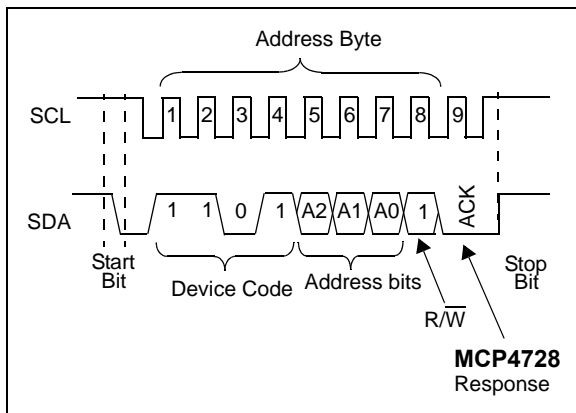 Address Byte
SCL
1 2 3 4 5 6 7 8 9
SDA
1 1 0 1 A2 A1 A0 1 ACK
Start
Bit
Device Code
Address bits
Stop
Bit
R/W̅
MCP4728
Response